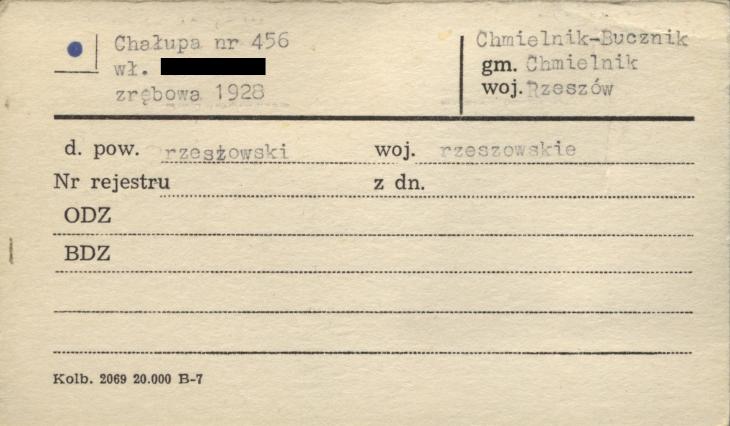 Chałupa nr 456
wł.
zrębowa 1928
Chmielnik-Bucznik
gm. Chmielnik
woj. Rzeszów
d. pow. rzeszowski woj. rzeszowskie
Nr rejestru z dn.
ODZ
BDZ
Kolb. 2069 20.000 B-7